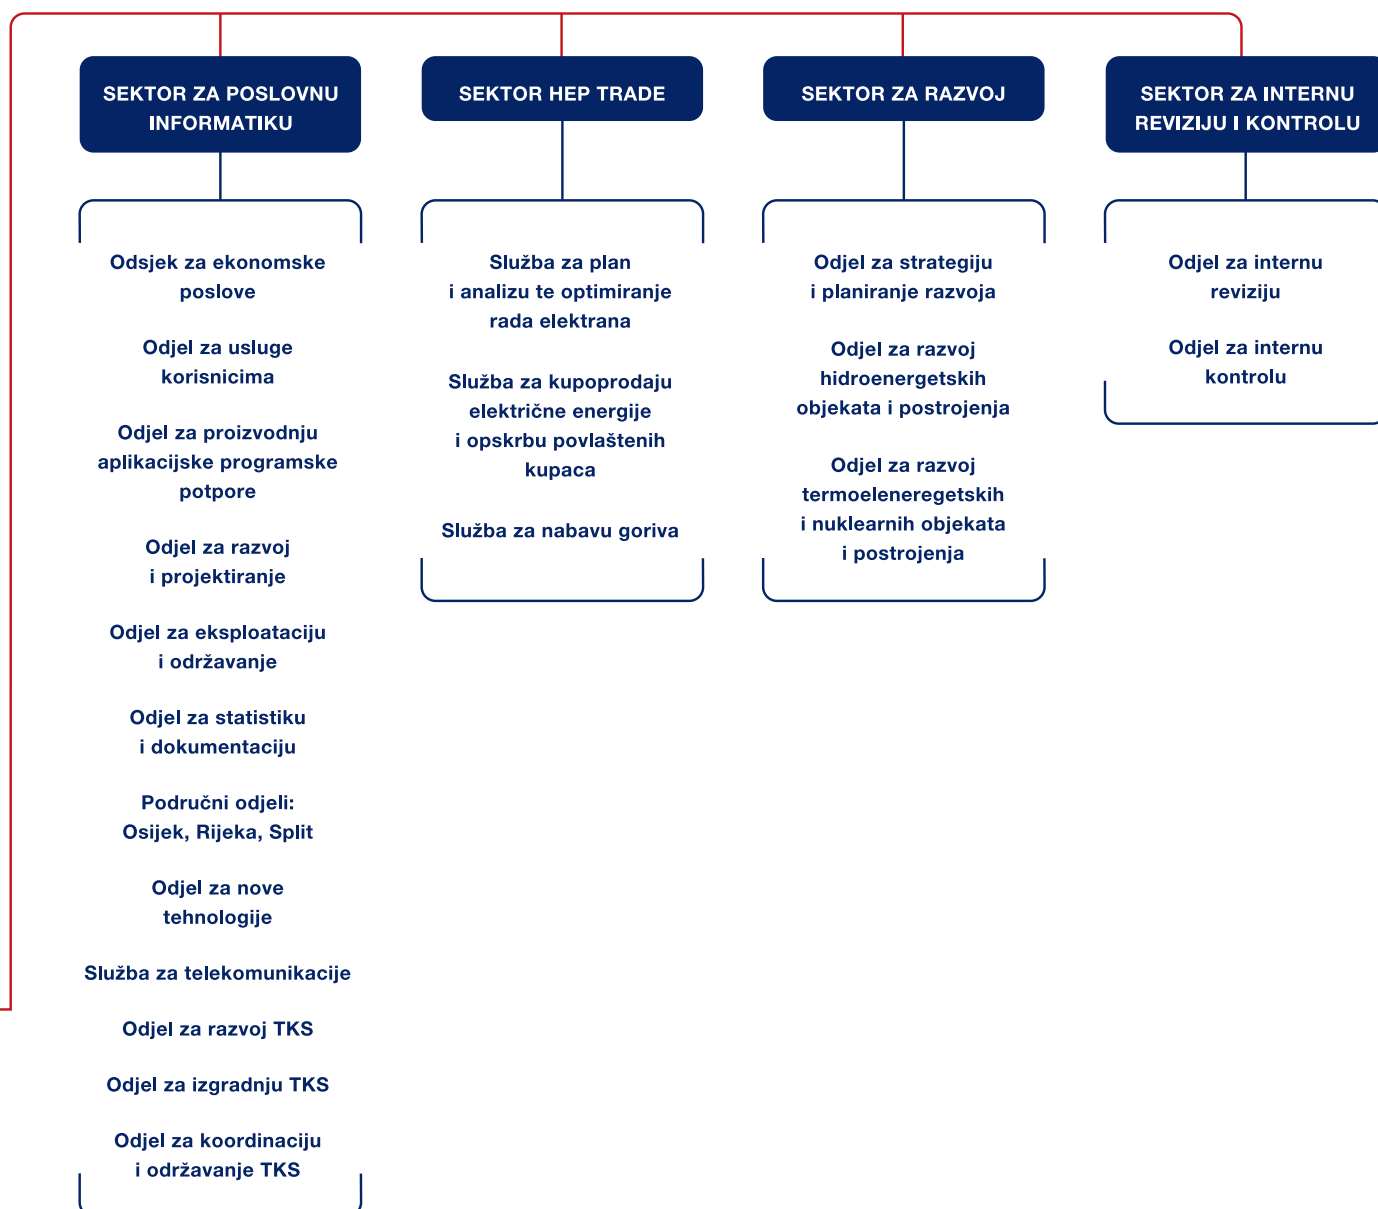 SEKTOR ZA POSLOVNU
INFORMATIKU
Odsjek za ekonomske
poslove
Odjel za usluge
korisnicima
Odjel za proizvodnju
aplikacijske programske
potpore
Odjel za razvoj
i projektiranje
Odjel za eksploataciju
i održavanje
Odjel za statistiku
i dokumentaciju
Područni odjeli:
Osijek, Rijeka, Split
Odjel za nove
tehnologije
Služba za telekomunikacije
Odjel za razvoj TKS
Odjel za izgradnju TKS
Odjel za koordinaciju
i održavanje TKS
SEKTOR HEP TRADE
Služba za plan
i analizu te optimiranje
rada elektrana
Služba za kupoprodaju
električne energije
i opskrbu povlaštenih
kupaca
Služba za nabavu goriva
SEKTOR ZA RAZVOJ
Odjel za strategiju
i planiranje razvoja
Odjel za razvoj
hidroenergetskih
objekata i postrojenja
Odjel za razvoj
termoeleneregetskih
i nuklearnih objekata
i postrojenja
SEKTOR ZA INTERNU
REVIZIJU I KONTROLU
Odjel za internu
reviziju
Odjel za internu
kontrolu